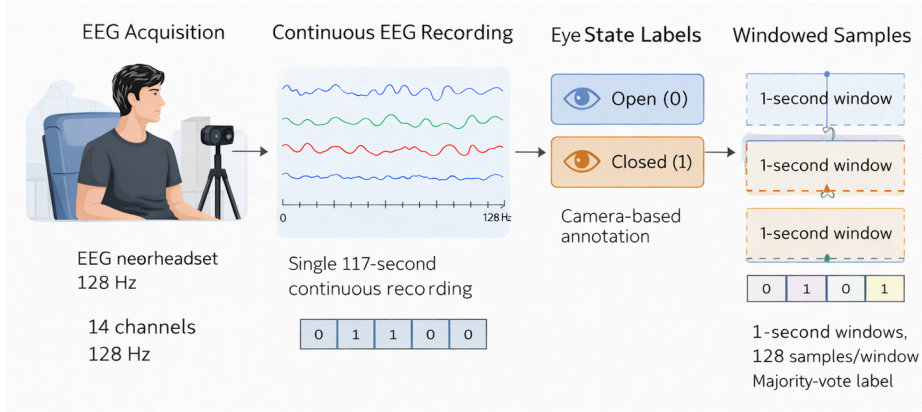 EEG Acquisition
Continuous EEG Recording
Eye State Labels
Windowed Samples
Open (0)
Closed (1)
Camera-based
annotation
1-second window
1-second window
1-second window
0 1 0 1
1-second windows,
128 samples/window
Majority-vote label
0 128 Hz
Single 117-second
continuous recording
0 1 1 0 0
EEG neørheadset
128 Hz
14 channels
128 Hz